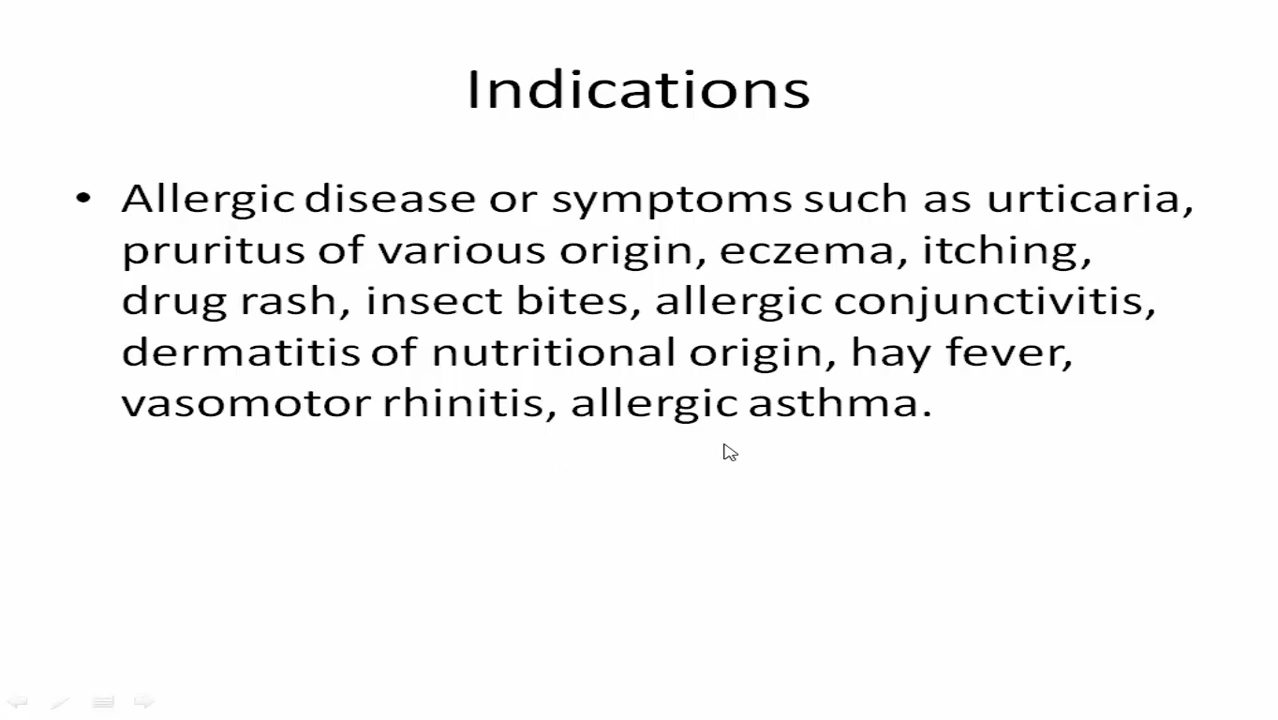 Indications
• Allergic disease or symptoms such as urticaria,
pruritus of various origin, eczema, itching,
drug rash, insect bites, allergic conjunctivitis,
dermatitis of nutritional origin, hay fever,
vasomotor rhinitis, allergic asthma.